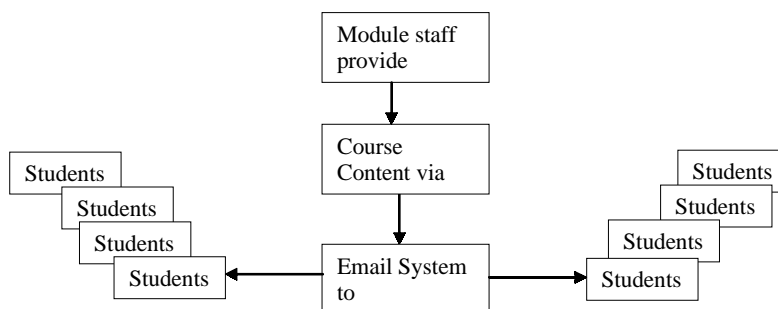 Module staff
provide
Course
Content via
Students
Students
Students
Students
Students
Students
Students
Students
Email System
to